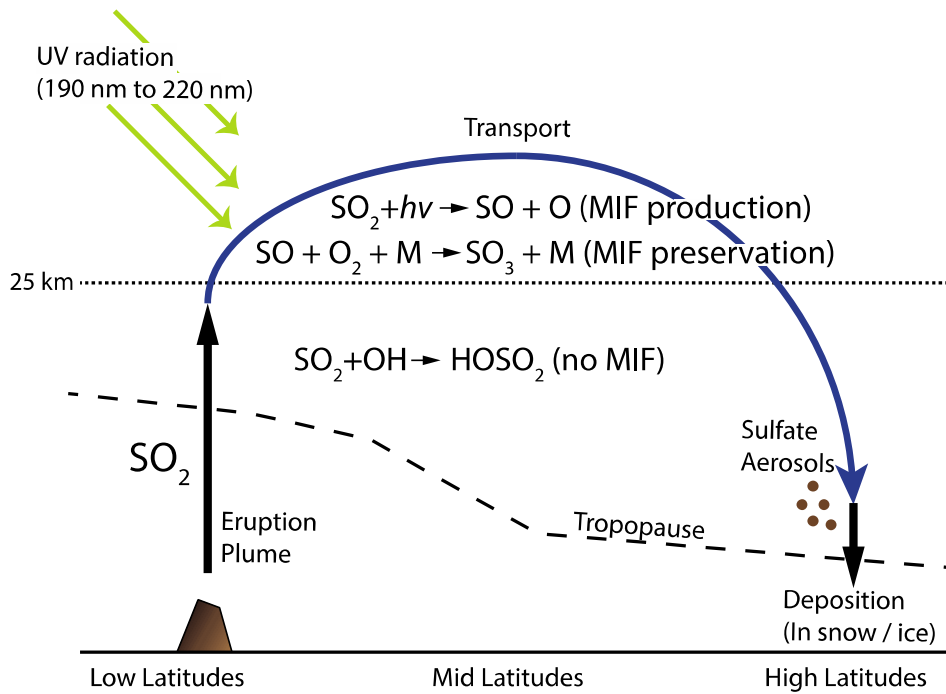 UV radiation
(190 nm to 220 nm)
Transport
SO₂+hv → SO + O (MIF production)
SO + O₂ + M → SO₃ + M (MIF preservation)
25 km
SO₂+OH → HOSO₂ (no MIF)
SO₂
Eruption
Plume
Sulfate
Aerosols
Tropopause
Deposition
(In snow / ice)
Low Latitudes
Mid Latitudes
High Latitudes